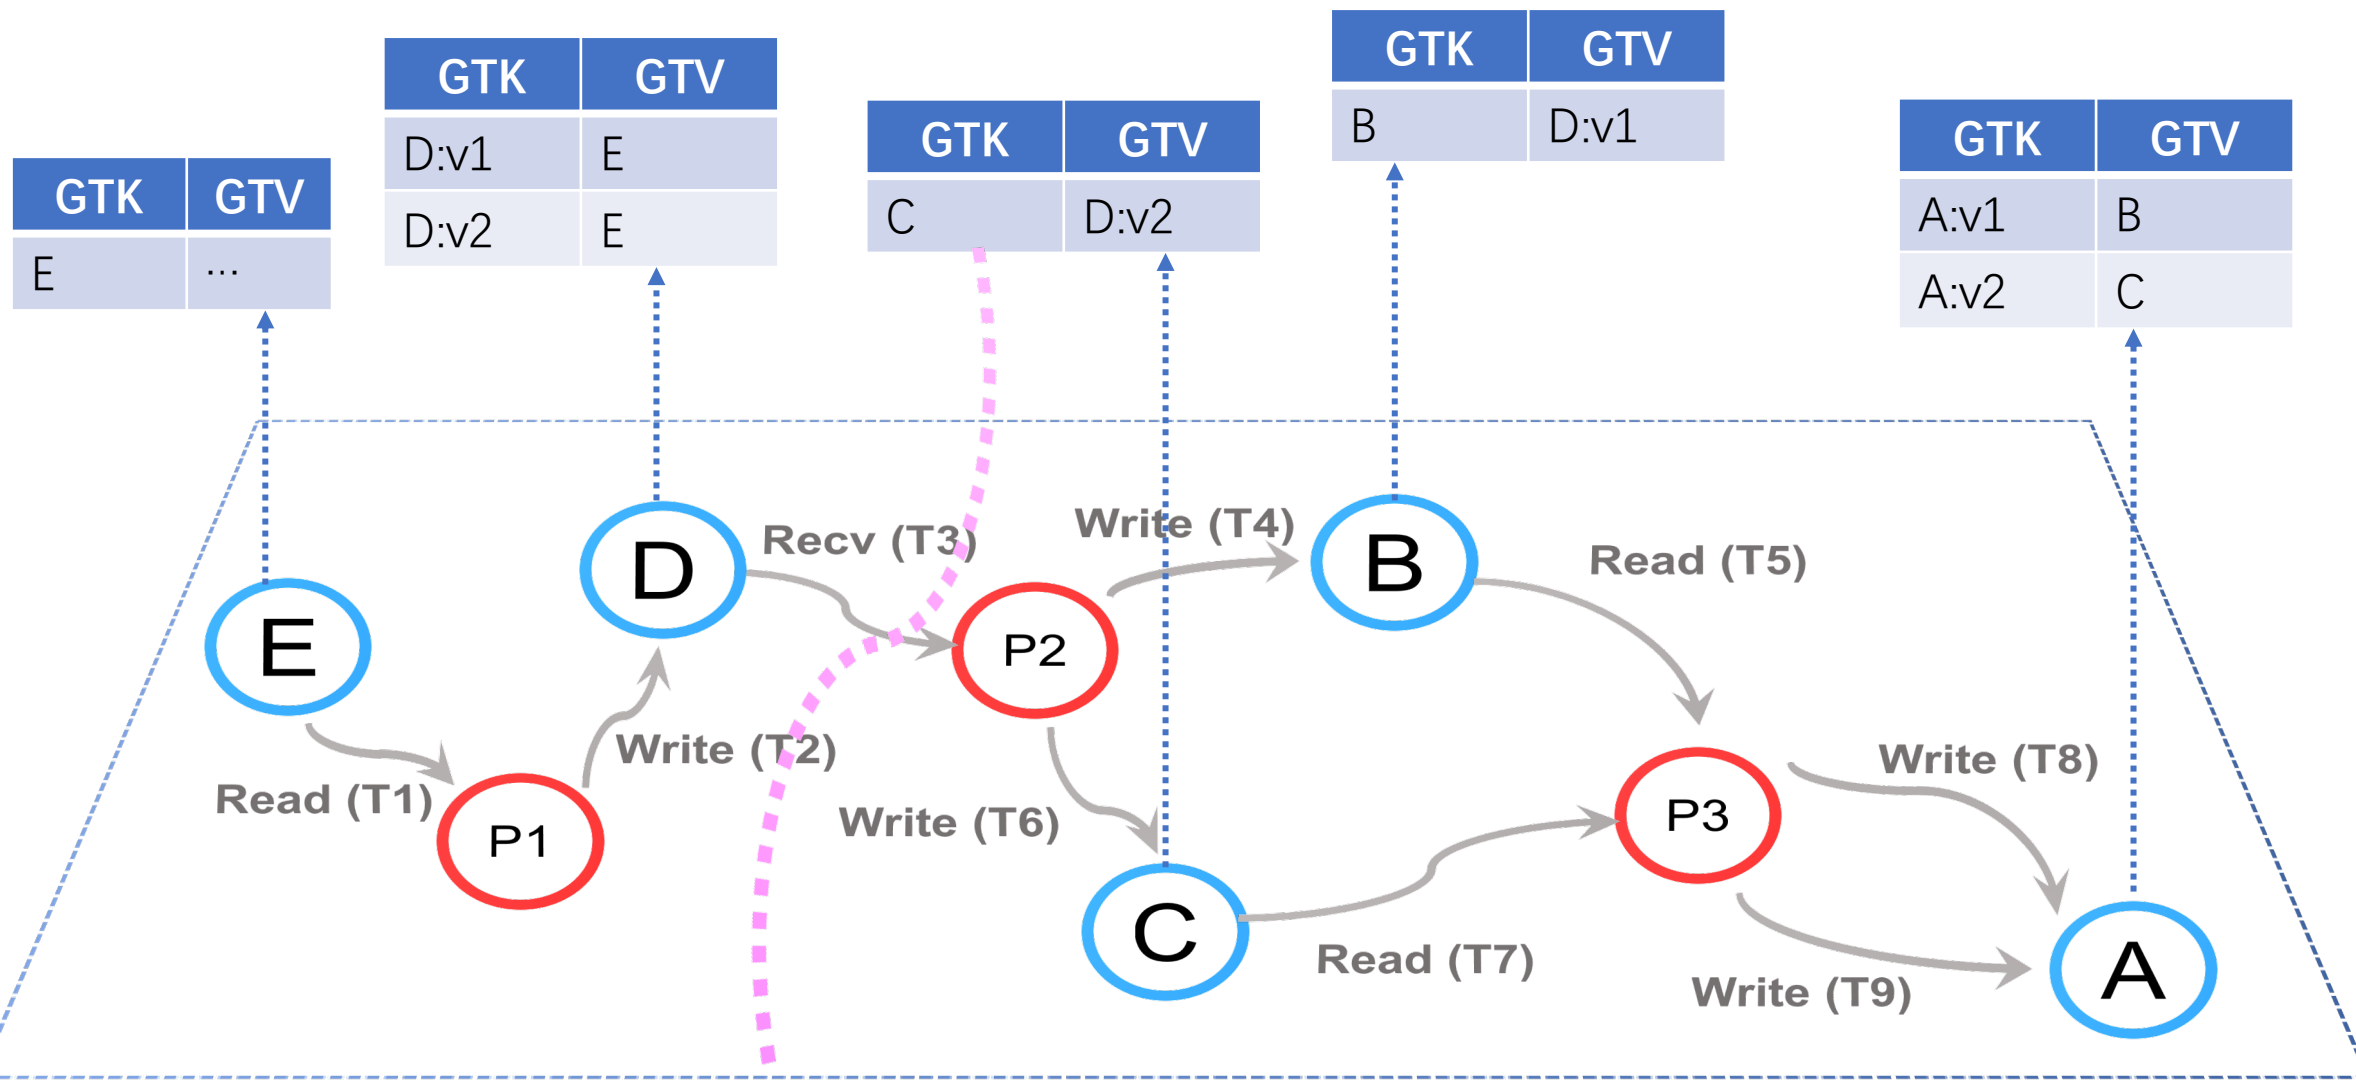 GTK GTV
E ...
GTK GTV
D:v1 E
D:v2 E
GTK GTV
C D:v2
GTK GTV
B D:v1
GTK GTV
A:v1 B
A:v2 C
E
Read (T1)
P1
Write (T2)
D
Recv (T3)
P2
Write (T4)
B
Read (T5)
Write (T6)
C
Read (T7)
P3
Write (T8)
Write (T9)
A